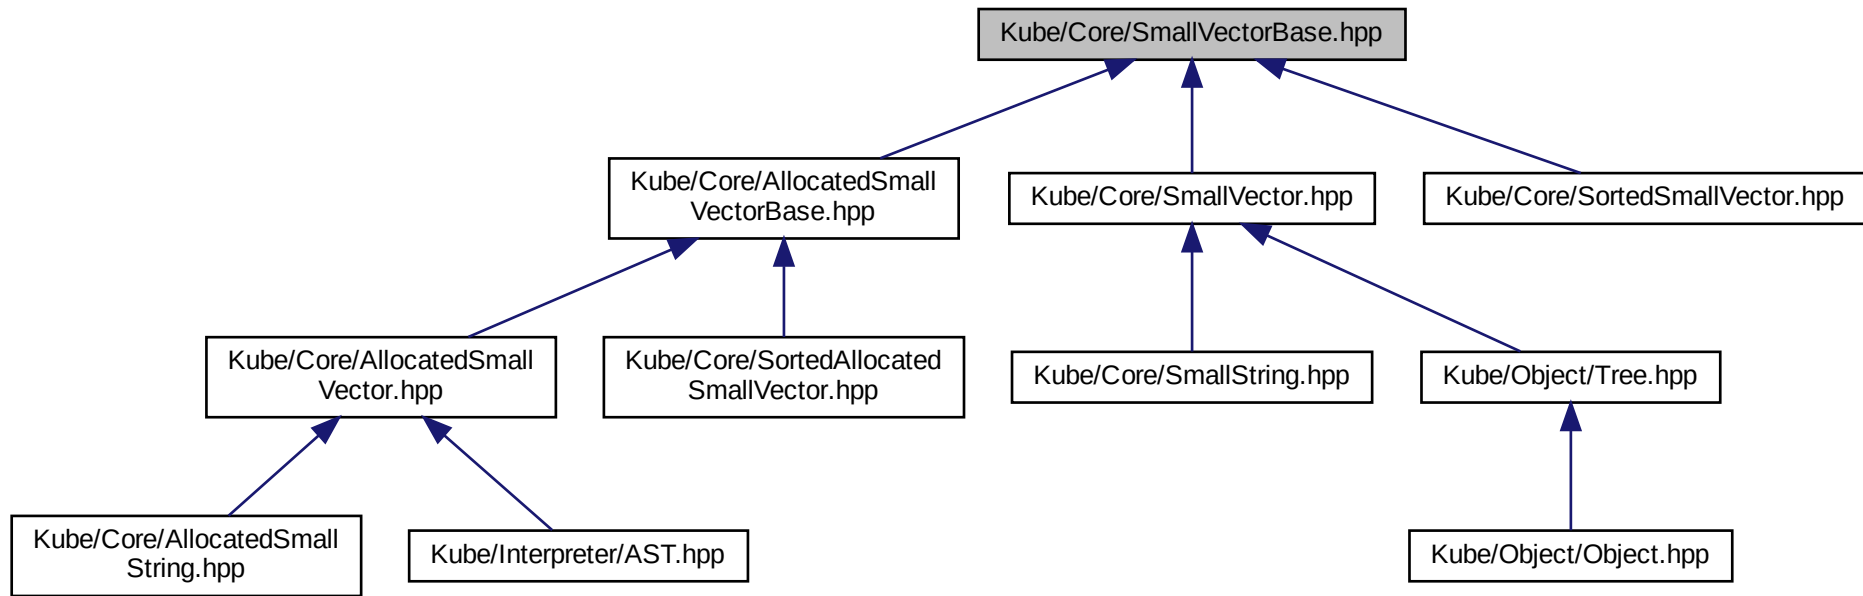 Kube/Core/SmallVectorBase.hpp
Kube/Core/AllocatedSmall
VectorBase.hpp
Kube/Core/SmallVector.hpp
Kube/Core/SortedSmallVector.hpp
Kube/Core/AllocatedSmall
Vector.hpp
Kube/Core/SortedAllocated
SmallVector.hpp
Kube/Core/SmallString.hpp
Kube/Object/Tree.hpp
Kube/Core/AllocatedSmall
String.hpp
Kube/Interpreter/AST.hpp
Kube/Object/Object.hpp